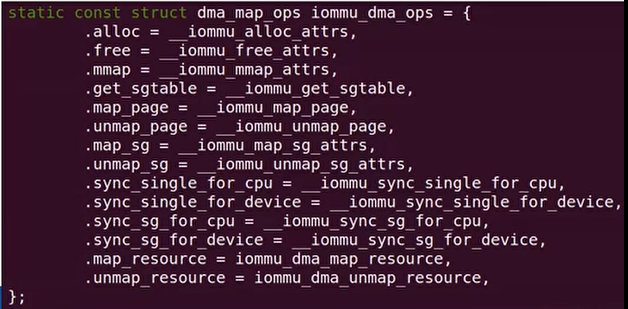 static const struct dma_map_ops iommu_dma_ops = {
        .alloc = __iommu_alloc_attrs,
        .free = __iommu_free_attrs,
        .mmap = __iommu_mmap_attrs,
        .get_sgtable = __iommu_get_sgtable,
        .map_page = __iommu_map_page,
        .unmap_page = __iommu_unmap_page,
        .map_sg = __iommu_map_sg_attrs,
        .unmap_sg = __iommu_unmap_sg_attrs,
        .sync_single_for_cpu = __iommu_sync_single_for_cpu,
        .sync_single_for_device = __iommu_sync_single_for_device,
        .sync_sg_for_cpu = __iommu_sync_sg_for_cpu,
        .sync_sg_for_device = __iommu_sync_sg_for_device,
        .map_resource = iommu_dma_map_resource,
        .unmap_resource = iommu_dma_unmap_resource,
};